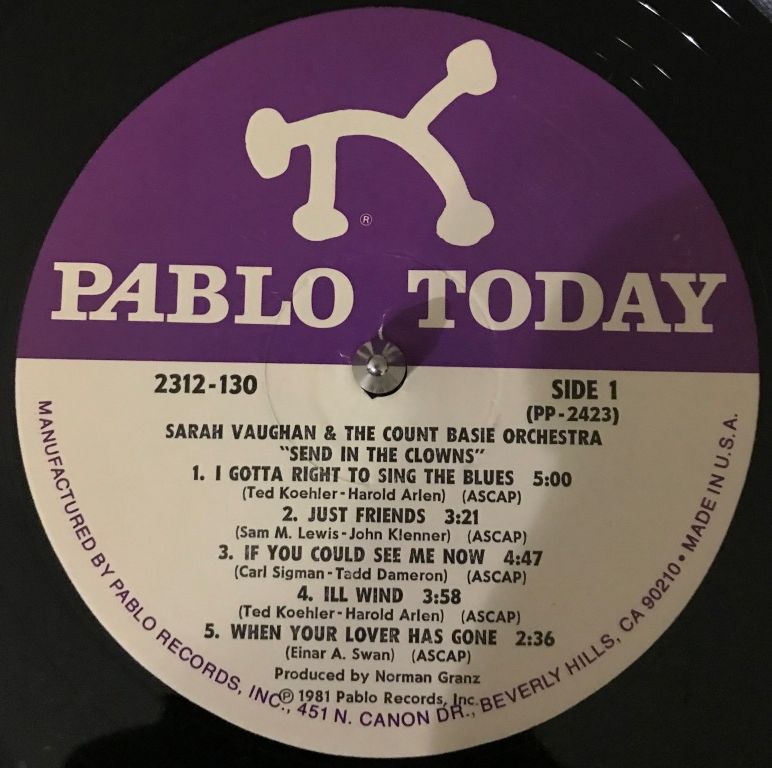 ®
PABLO TODAY
2312-130
SIDE 1
(PP-2423)
SARAH VAUGHAN & THE COUNT BASIE ORCHESTRA
"SEND IN THE CLOWNS"
1. I GOTTA RIGHT TO SING THE BLUES 5:00
(Ted Koehler-Harold Arlen) (ASCAP)
2. JUST FRIENDS 3:21
(Sam M. Lewis-John Klenner) (ASCAP)
3. IF YOU COULD SEE ME NOW 4:47
(Carl Sigman-Tadd Dameron) (ASCAP)
4. ILL WIND 3:58
(Ted Koehler-Harold Arlen) (ASCAP)
5. WHEN YOUR LOVER HAS GONE 2:36
(Einar A. Swan) (ASCAP)
Produced by Norman Granz
℗ 1981 Pablo Records, Inc.
MANUFACTURED BY PABLO RECORDS, INC., 451 N. CANON DR., BEVERLY HILLS, CA 90210 • MADE IN U.S.A.